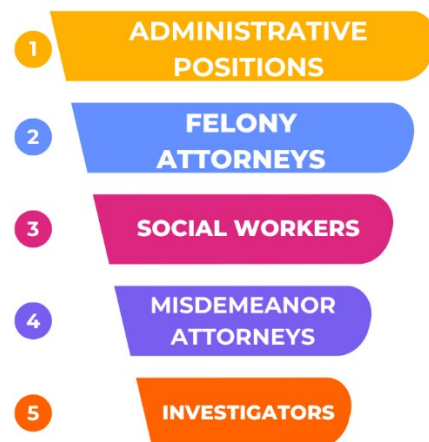 1
ADMINISTRATIVE
POSITIONS
2
FELONY
ATTORNEYS
3
SOCIAL WORKERS
4
MISDEMEANOR
ATTORNEYS
5
INVESTIGATORS